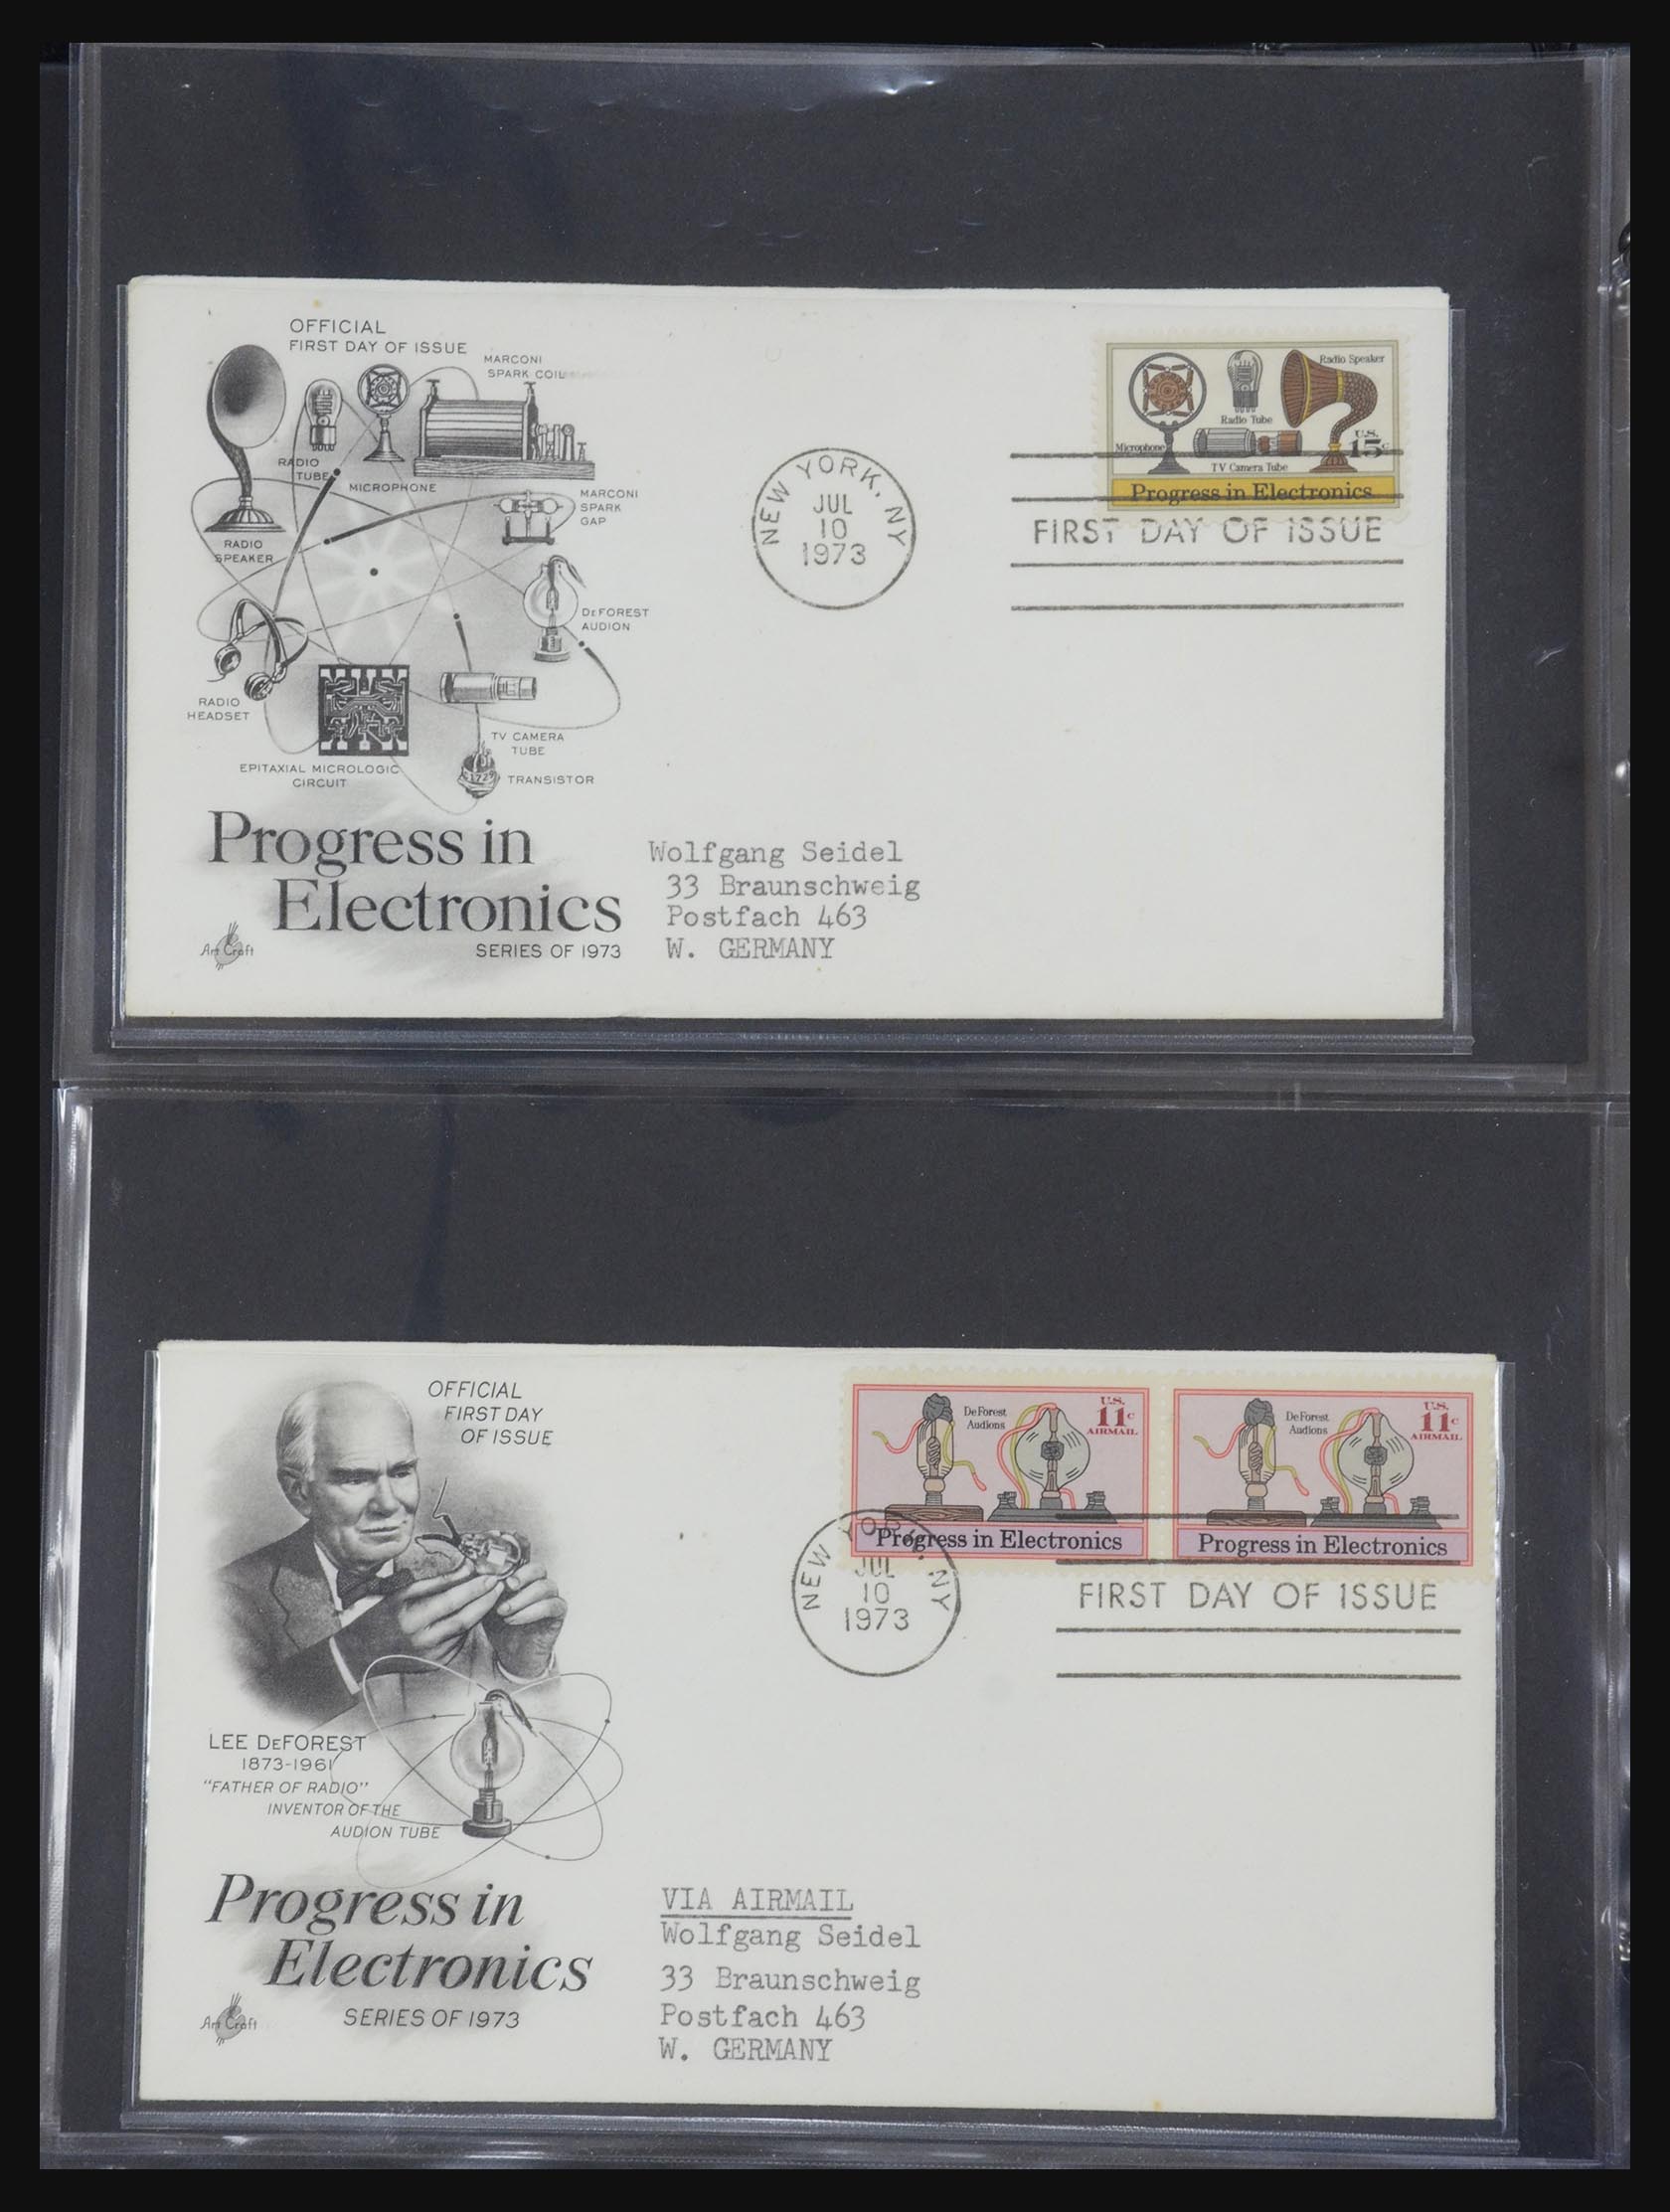 OFFICIAL
FIRST DAY OF ISSUE
MARCONI
SPARK COIL
RADIO
TUBE
MICROPHONE
MARCONI
SPARK
GAP
RADIO
SPEAKER
DEFOREST
AUDION
RADIO
HEADSET
TV CAMERA
TUBE
EPITAXIAL MICROLOGIC
CIRCUIT
TRANSISTOR
Progress in
Electronics
SERIES OF 1973
Art Craft
NEW YORK, NY
JUL
10
1973
Radio Speaker
Radio Tube
Microphone
U.S.
15c
TV Camera Tube
Progress in Electronics
FIRST DAY OF ISSUE
Wolfgang Seidel
33 Braunschweig
Postfach 463
W. GERMANY
OFFICIAL
FIRST DAY
OF ISSUE
LEE DEFOREST
1873-1961
"FATHER OF RADIO"
INVENTOR OF THE
AUDION TUBE
Progress in
Electronics
SERIES OF 1973
Art Craft
DeForest
Audions
U.S.
11c
AIRMAIL
Progress in Electronics
DeForest
Audions
U.S.
11c
AIRMAIL
Progress in Electronics
NEW YORK, NY
JUL
10
1973
FIRST DAY OF ISSUE
VIA AIRMAIL
Wolfgang Seidel
33 Braunschweig
Postfach 463
W. GERMANY